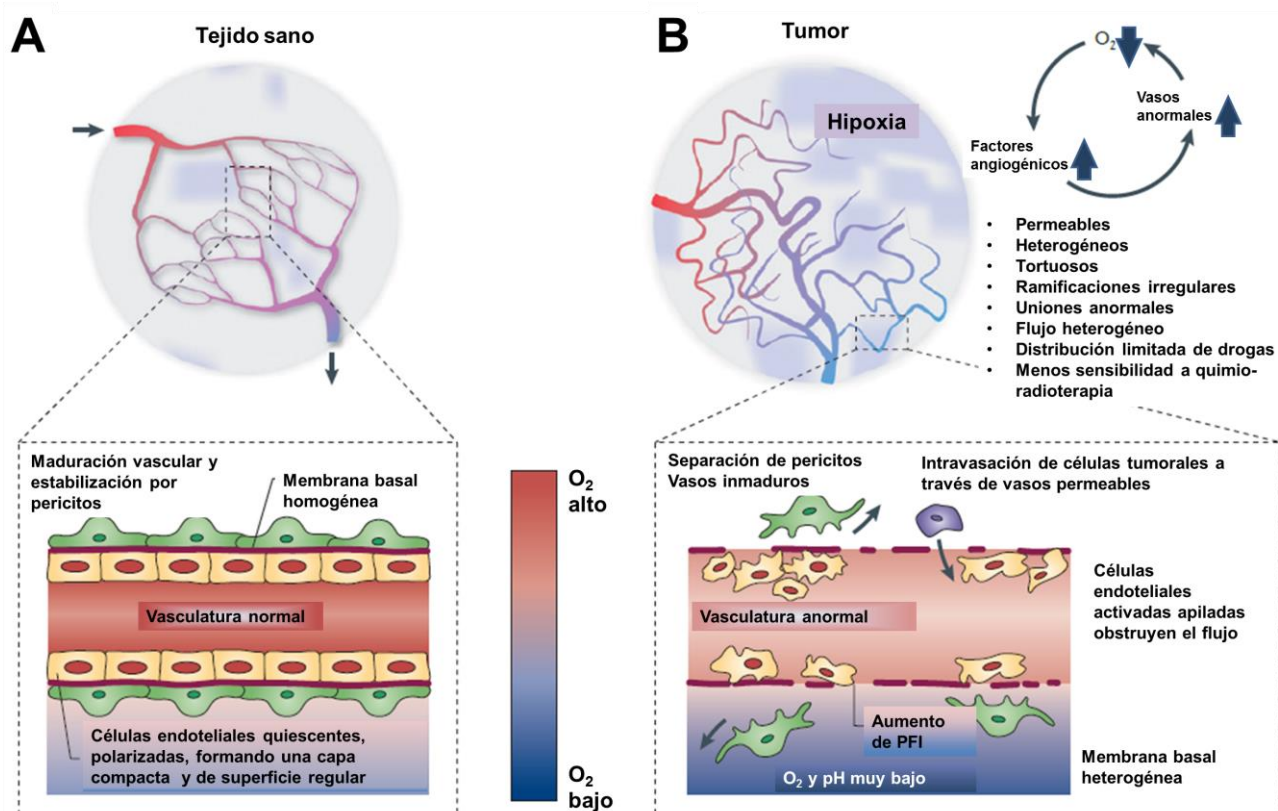 A
Tejido sano
B
Tumor
Hipoxia
O2
Vasos
anormales
Factores
angiogénicos
• Permeables
• Heterogéneos
• Tortuosos
• Ramificaciones irregulares
• Uniones anormales
• Flujo heterogéneo
• Distribución limitada de drogas
• Menos sensibilidad a quimio-
radioterapia
Maduración vascular y
estabilización por
pericitos
Membrana basal
homogénea
Vasculatura normal
Células endoteliales quiescentes,
polarizadas, formando una capa
compacta y de superficie regular
O2
alto
O2
bajo
Separación de pericitos
Vasos inmaduros
Intravasación de células tumorales a
través de vasos permeables
Vasculatura anormal
Células
endoteliales
activadas apiladas
obstruyen el flujo
Aumento
de PFI
O2 y pH muy bajo
Membrana basal
heterogénea